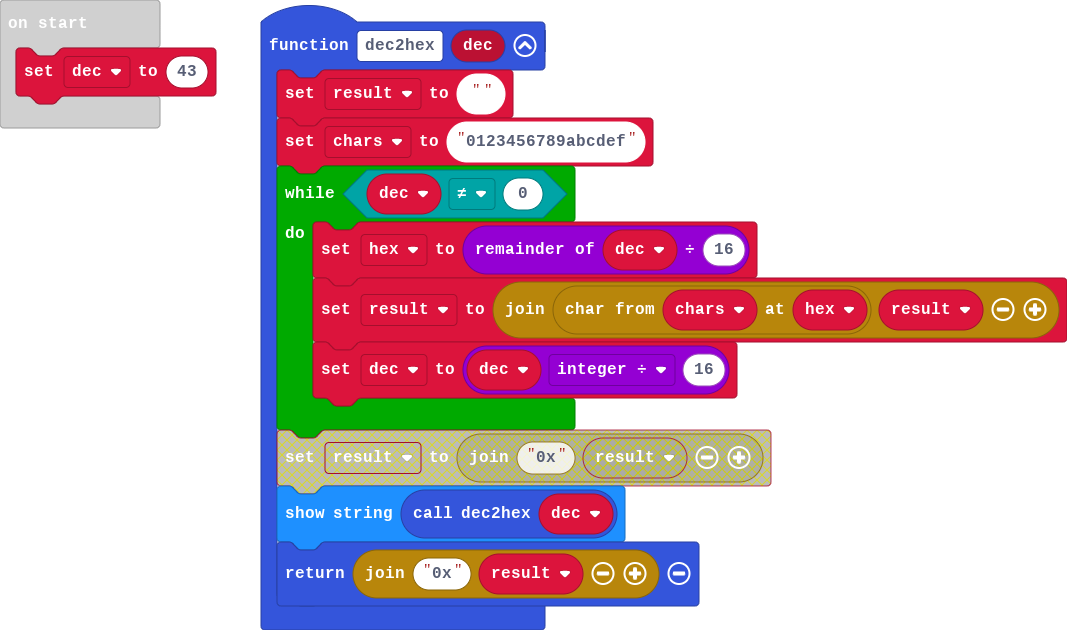 on start
set dec to 43
function dec2hex dec
set result to " "
set chars to "0123456789abcdef"
while dec ≠ 0
do
set hex to remainder of dec ÷ 16
set result to join char from chars at hex result
set dec to dec integer ÷ 16
set result to join "0x" result
show string call dec2hex dec
return join "0x" result